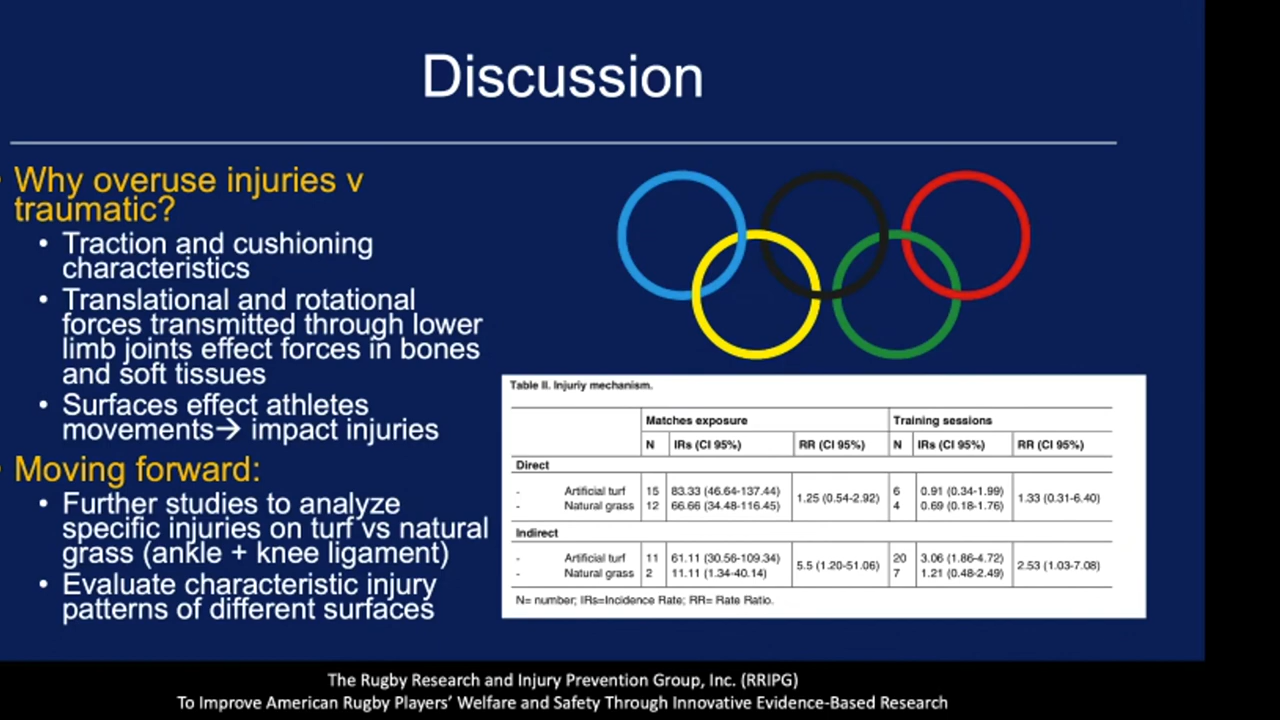 Discussion
Why overuse injuries v
traumatic?
• Traction and cushioning
characteristics
• Translational and rotational
forces transmitted through lower
limb joints effect forces in bones
and soft tissues
• Surfaces effect athletes
movements→ impact injuries
Moving forward:
• Further studies to analyze
specific injuries on turf vs natural
grass (ankle + knee ligament)
• Evaluate characteristic injury
patterns of different surfaces
Table II. Injuriy mechanism.
Matches exposure Training sessions
N IRs (CI 95%) RR (CI 95%) N IRs (CI 95%) RR (CI 95%)
Direct
- Artificial turf 15 83.33 (46.64-137.44) 1.25 (0.54-2.92) 6 0.91 (0.34-1.99) 1.33 (0.31-6.40)
- Natural grass 12 66.66 (34.48-116.45) 4 0.69 (0.18-1.76)
Indirect
- Artificial turf 11 61.11 (30.56-109.34) 5.5 (1.20-51.06) 20 3.06 (1.86-4.72) 2.53 (1.03-7.08)
- Natural grass 2 11.11 (1.34-40.14) 7 1.21 (0.48-2.49)
N= number; IRs=Incidence Rate; RR= Rate Ratio.
The Rugby Research and Injury Prevention Group, Inc. (RRIPG)
To Improve American Rugby Players' Welfare and Safety Through Innovative Evidence-Based Research